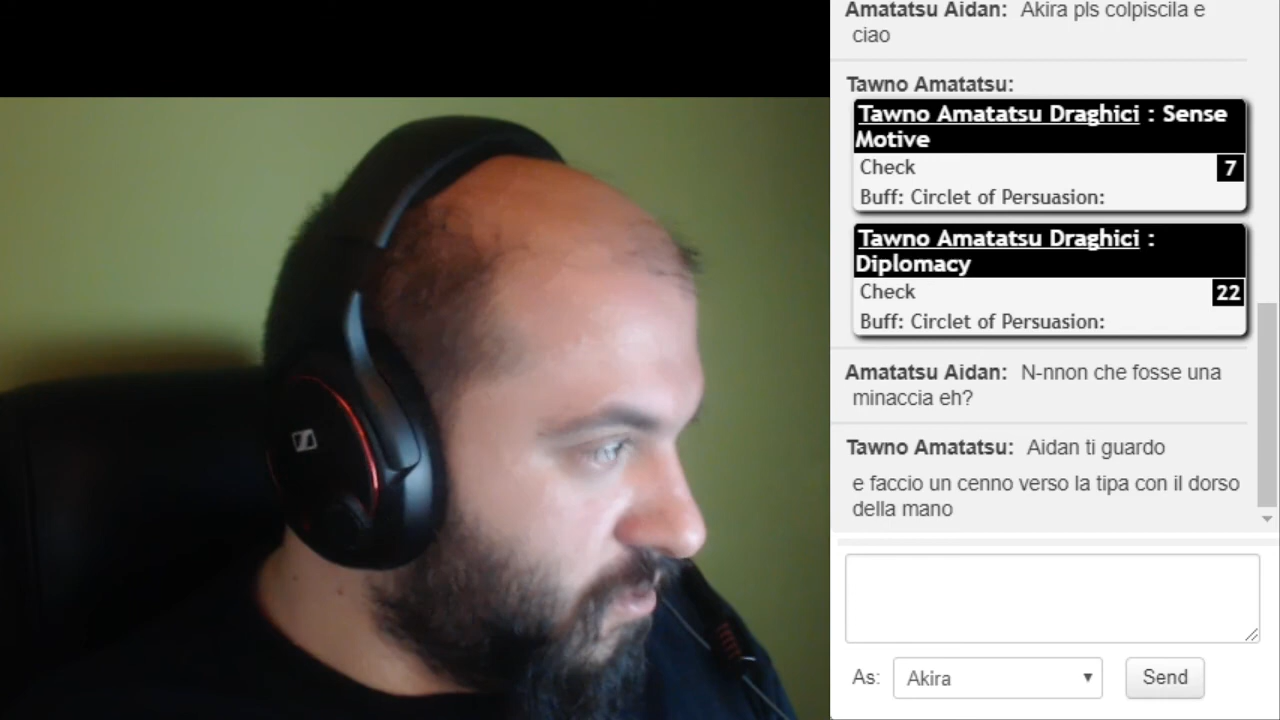 Amatatsu Aidan: Akira pls colpiscila e
ciao
Tawno Amatatsu:
Tawno Amatatsu Draghici : Sense
Motive
Check 7
Buff: Circlet of Persuasion:
Tawno Amatatsu Draghici :
Diplomacy
Check 22
Buff: Circlet of Persuasion:
Amatatsu Aidan: N-nnon che fosse una
minaccia eh?
Tawno Amatatsu: Aidan ti guardo
e faccio un cenno verso la tipa con il dorso
della mano
As: Akira Send